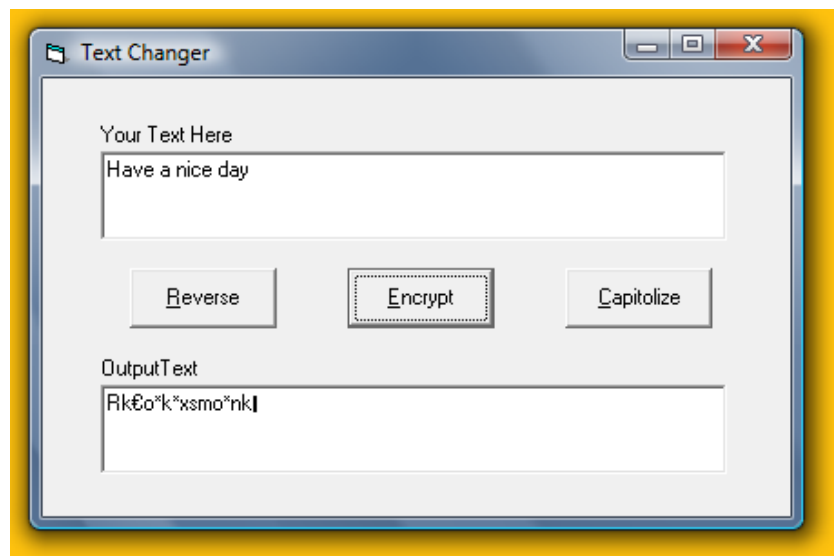 Text Changer
Your Text Here
Have a nice day
Reverse Encrypt Capitolize
OutputText
Rk€o*k*xsmo*nk|